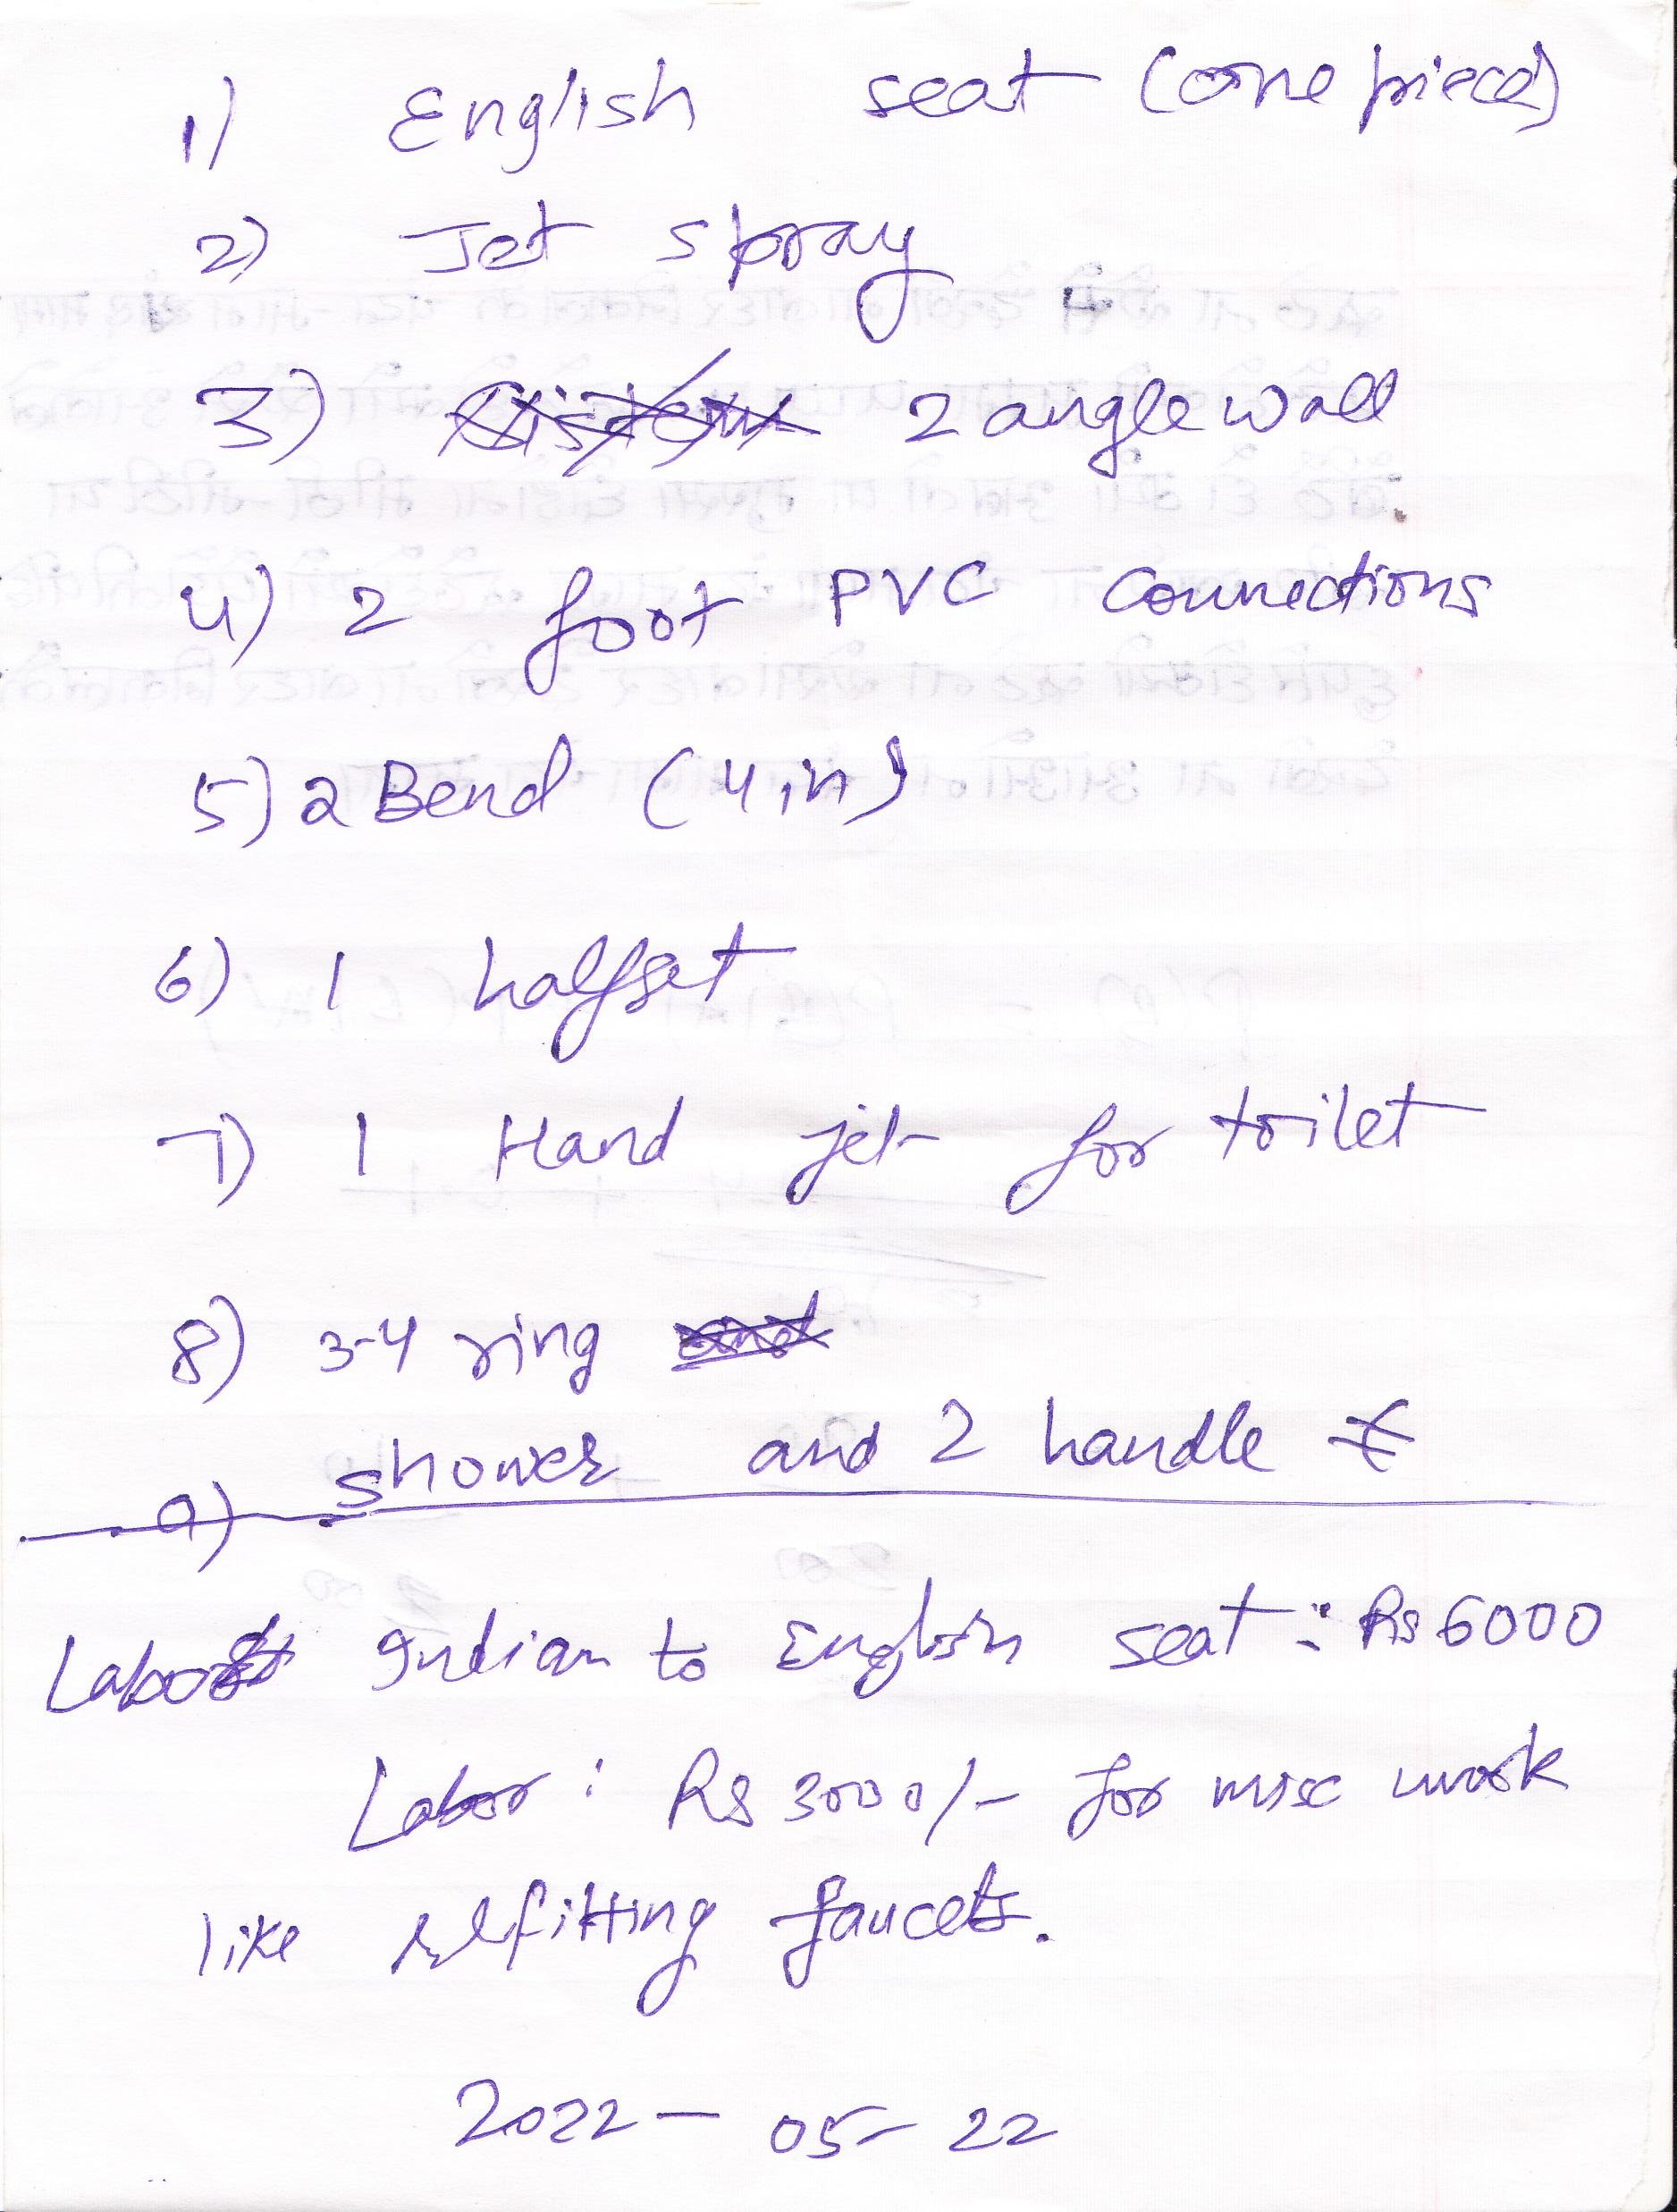 1) English seat (one piece)
2) Jet spray
3) 2 angle wall
4) 2 foot PVC Connections
5) 2 Bend (4 in)
6) 1 halfset
7) 1 Hand jet for toilet
8) 3-4 ring
9) shower and 2 handle
Labor Indian to English seat: Rs 6000
Labor: Rs 3000/- for misc work
like refitting faucets.
2022-05-22